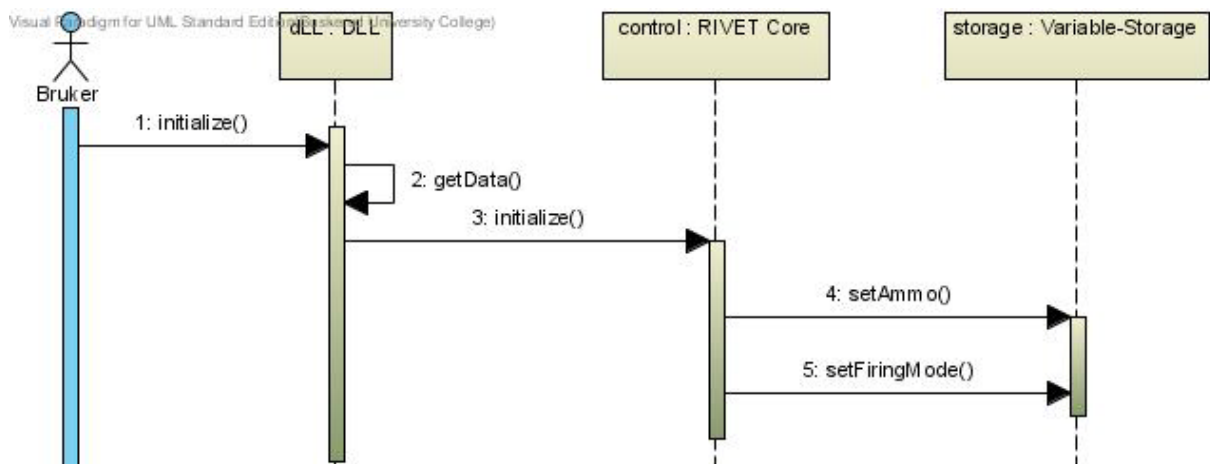 Visual Paradigm for UML Standard Edition(Buskerud University College)
Bruker
dLL : DLL
control : RIVET Core
storage : Variable-Storage
1: initialize()
2: getData()
3: initialize()
4: setAmmo()
5: setFiringMode()